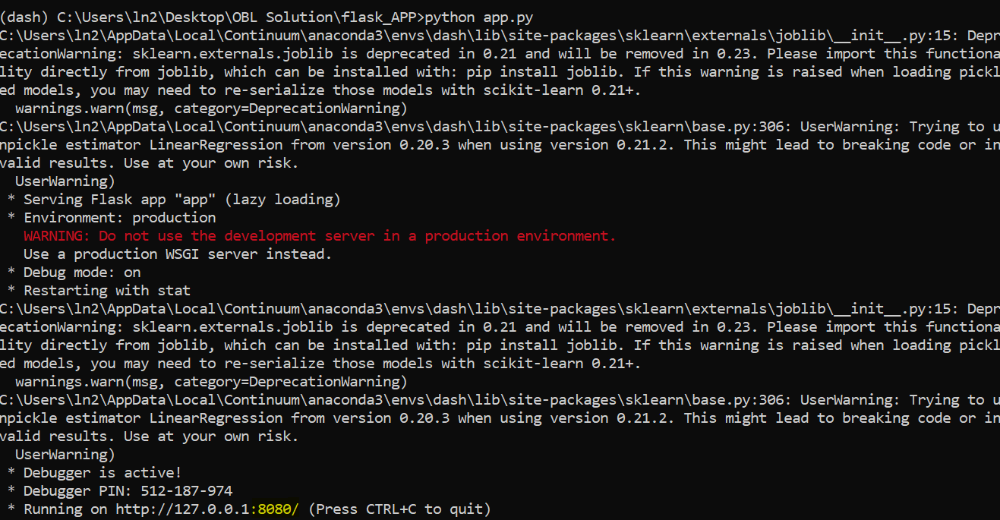 (dash) C:\Users\ln2\Desktop\OBL Solution\flask_APP>python app.py
C:\Users\ln2\AppData\Local\Continuum\anaconda3\envs\dash\lib\site-packages\sklearn\externals\joblib\__init__.py:15: Depr
ecationWarning: sklearn.externals.joblib is deprecated in 0.21 and will be removed in 0.23. Please import this functiona
lity directly from joblib, which can be installed with: pip install joblib. If this warning is raised when loading pickl
ed models, you may need to re-serialize those models with scikit-learn 0.21+.
  warnings.warn(msg, category=DeprecationWarning)
C:\Users\ln2\AppData\Local\Continuum\anaconda3\envs\dash\lib\site-packages\sklearn\base.py:306: UserWarning: Trying to u
npickle estimator LinearRegression from version 0.20.3 when using version 0.21.2. This might lead to breaking code or in
valid results. Use at your own risk.
  UserWarning)
 * Serving Flask app "app" (lazy loading)
 * Environment: production
   WARNING: Do not use the development server in a production environment.
   Use a production WSGI server instead.
 * Debug mode: on
 * Restarting with stat
C:\Users\ln2\AppData\Local\Continuum\anaconda3\envs\dash\lib\site-packages\sklearn\externals\joblib\__init__.py:15: Depr
ecationWarning: sklearn.externals.joblib is deprecated in 0.21 and will be removed in 0.23. Please import this functiona
lity directly from joblib, which can be installed with: pip install joblib. If this warning is raised when loading pickl
ed models, you may need to re-serialize those models with scikit-learn 0.21+.
  warnings.warn(msg, category=DeprecationWarning)
C:\Users\ln2\AppData\Local\Continuum\anaconda3\envs\dash\lib\site-packages\sklearn\base.py:306: UserWarning: Trying to u
npickle estimator LinearRegression from version 0.20.3 when using version 0.21.2. This might lead to breaking code or in
valid results. Use at your own risk.
  UserWarning)
 * Debugger is active!
 * Debugger PIN: 512-187-974
 * Running on http://127.0.0.1:8080/ (Press CTRL+C to quit)